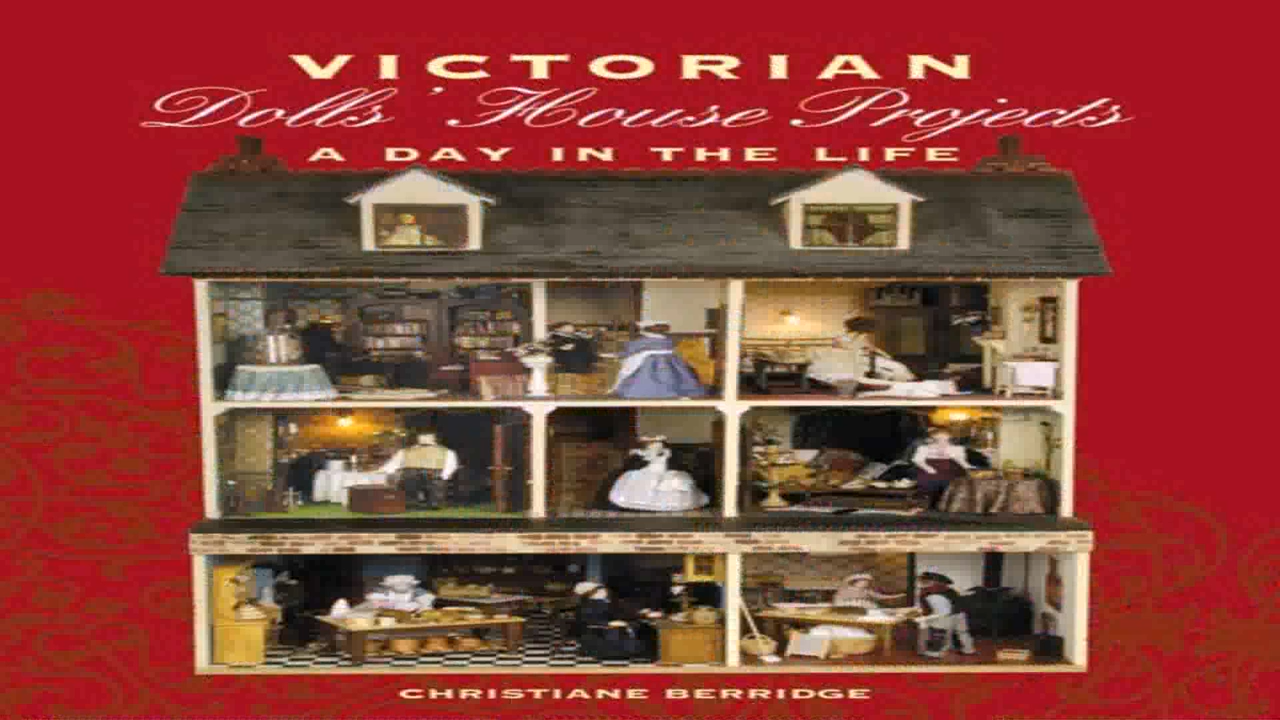 VICTORIAN
Dolls' House Projects
A DAY IN THE LIFE
CHRISTIANE BERRIDGE